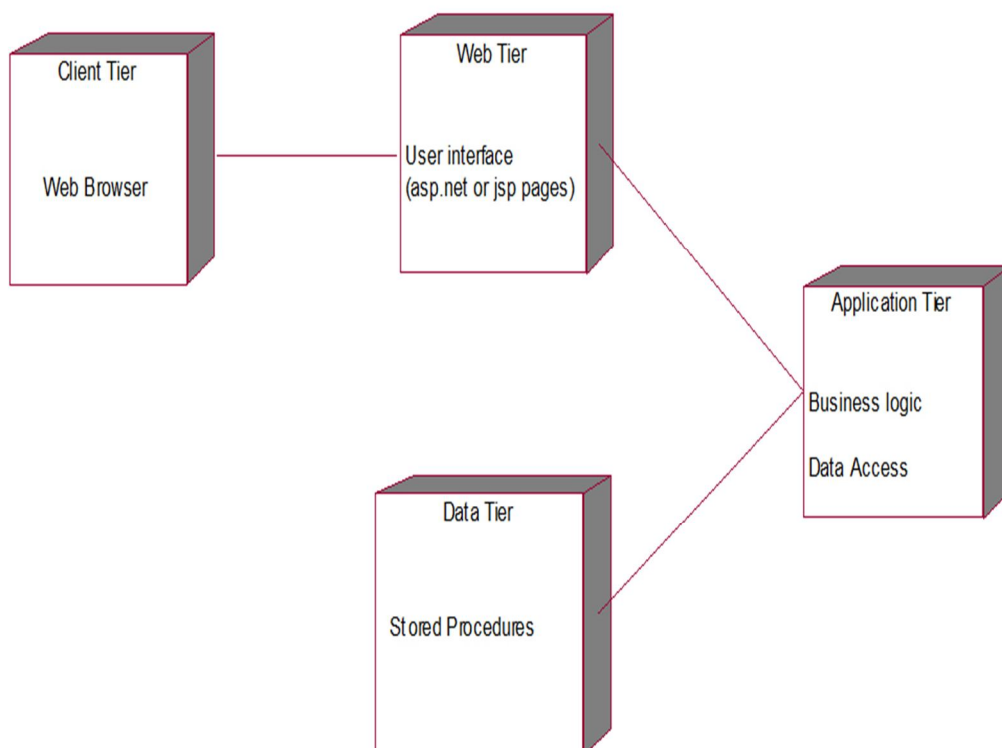 Client Tier
Web Browser
Web Tier
User interface
(asp.net or jsp pages)
Application Tier
Business logic
Data Access
Data Tier
Stored Procedures